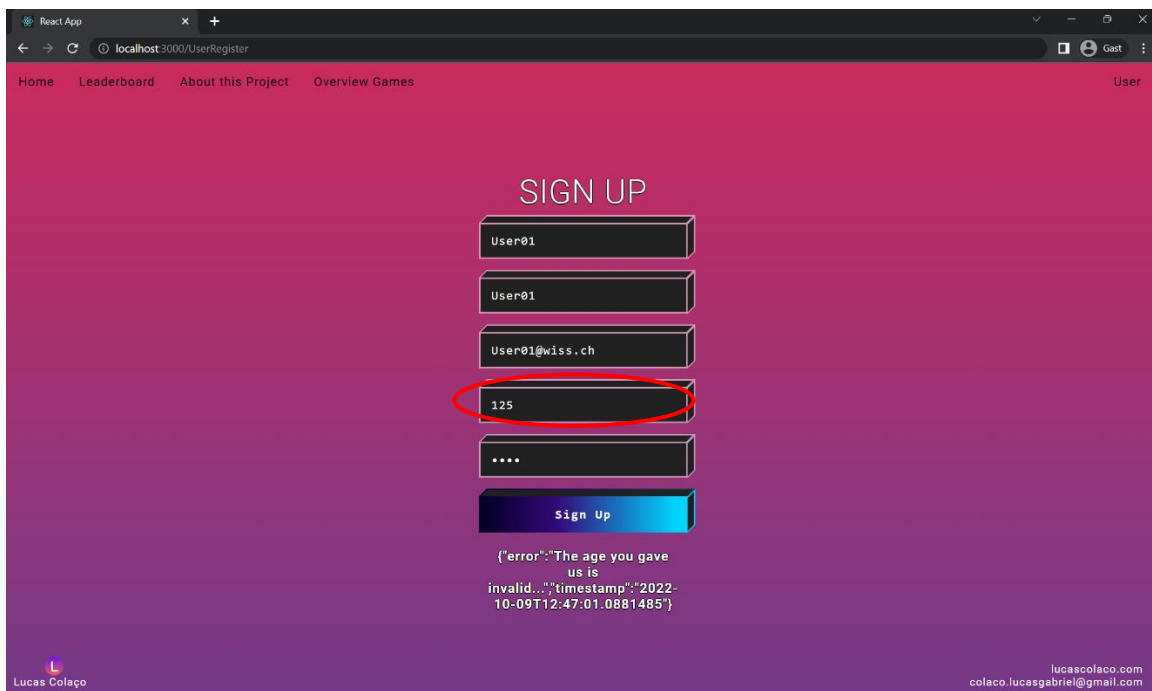 React App
localhost:3000/UserRegister
Gast
Home Leaderboard About this Project Overview Games User
SIGN UP
User01
User01
User01@wiss.ch
125
••••
Sign Up
{"error":"The age you gave
us is
invalid...","timestamp":"2022-
10-09T12:47:01.0881485"}
L
Lucas Colaço
lucascolaco.com
colaco.lucasgabriel@gmail.com